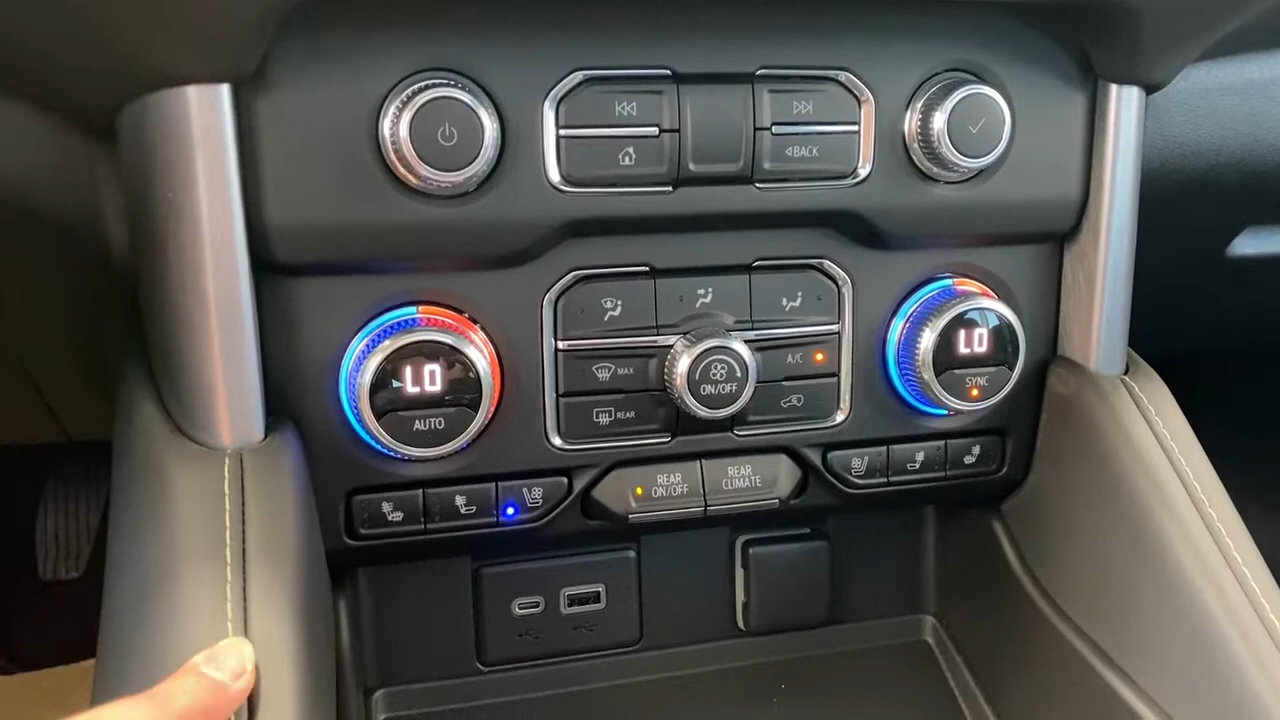 BACK
LO
AUTO
MAX
REAR
ON/OFF
A/C
LO
SYNC
REAR
ON/OFF
REAR
CLIMATE